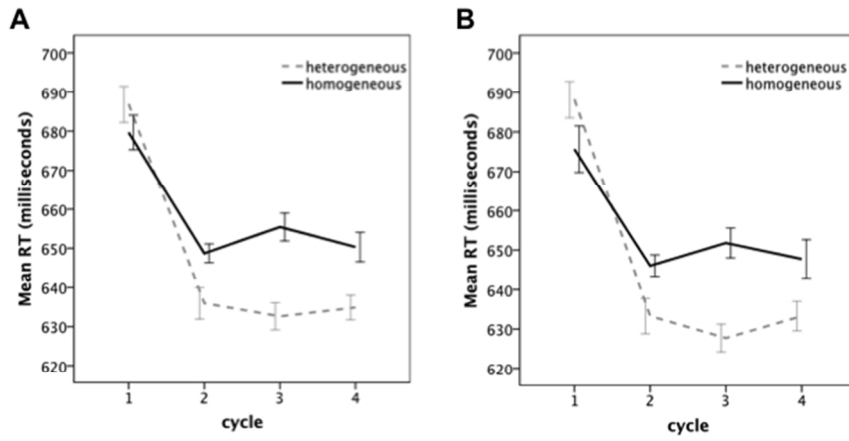 A
Mean RT (milliseconds)
700
690
680
670
660
650
640
630
620
heterogeneous
homogeneous
1 2 3 4
cycle
B
Mean RT (milliseconds)
700
690
680
670
660
650
640
630
620
heterogeneous
homogeneous
1 2 3 4
cycle